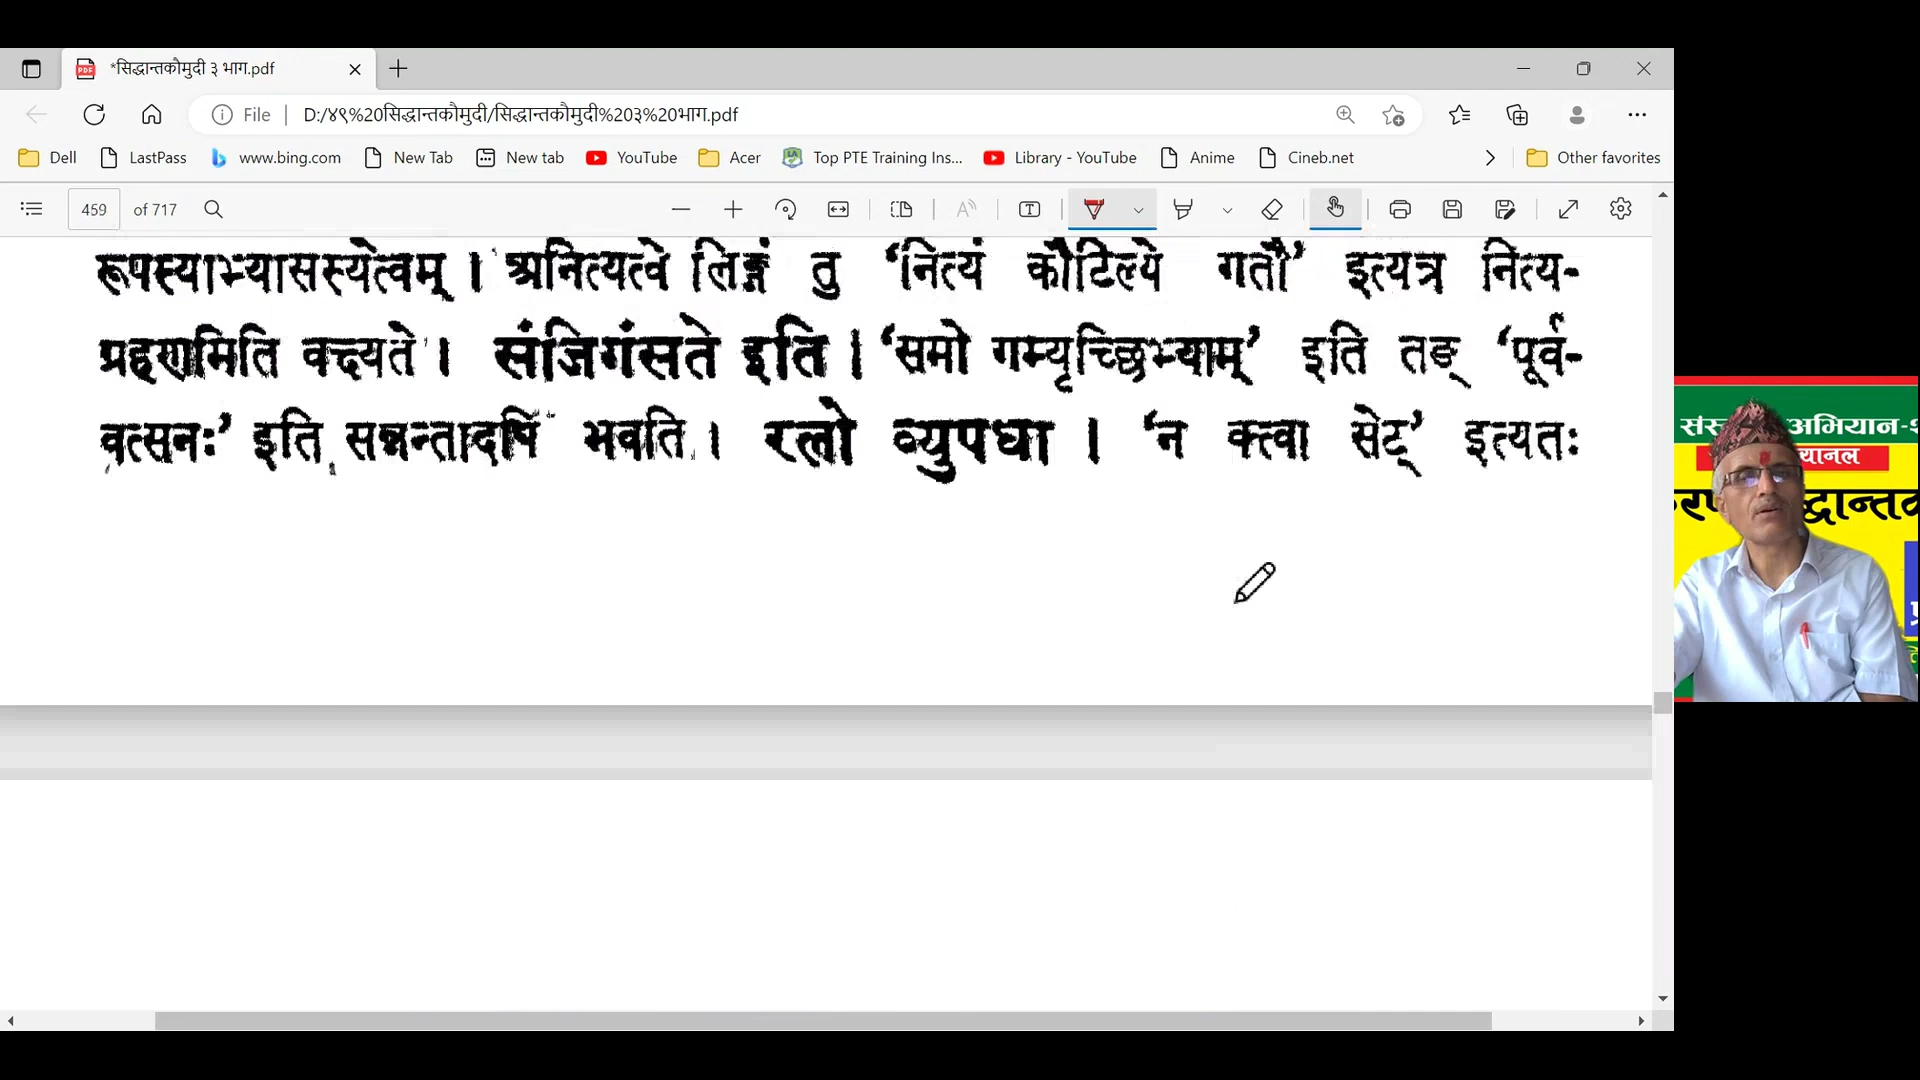 *सिद्धान्तकौमुदी ३ भाग.pdf
File
D:/४९%20सिद्धान्तकौमुदी/सिद्धान्तकौमुदी%20३%20भाग.pdf
Dell LastPass www.bing.com New Tab New tab YouTube Acer Top PTE Training Ins... Library - YouTube Anime Cineb.net Other favorites
459 of 717
रूपस्याभ्यासस्येत्वम् । अनित्यत्वे लिङ्गं तु ‘नित्यं कौटिल्ये गतौ’ इत्यत्र नित्य-
ग्रहणमिति वक्ष्यते । संजिगंसते इति । ‘समो गम्यृच्छिभ्याम्’ इति तङ् ‘पूर्व-
वत्सनः’ इति सन्नन्तादपि भवति । रलो व्युपधा । ‘न क्त्वा सेट्’ इत्यतः
अभियान-
यानल